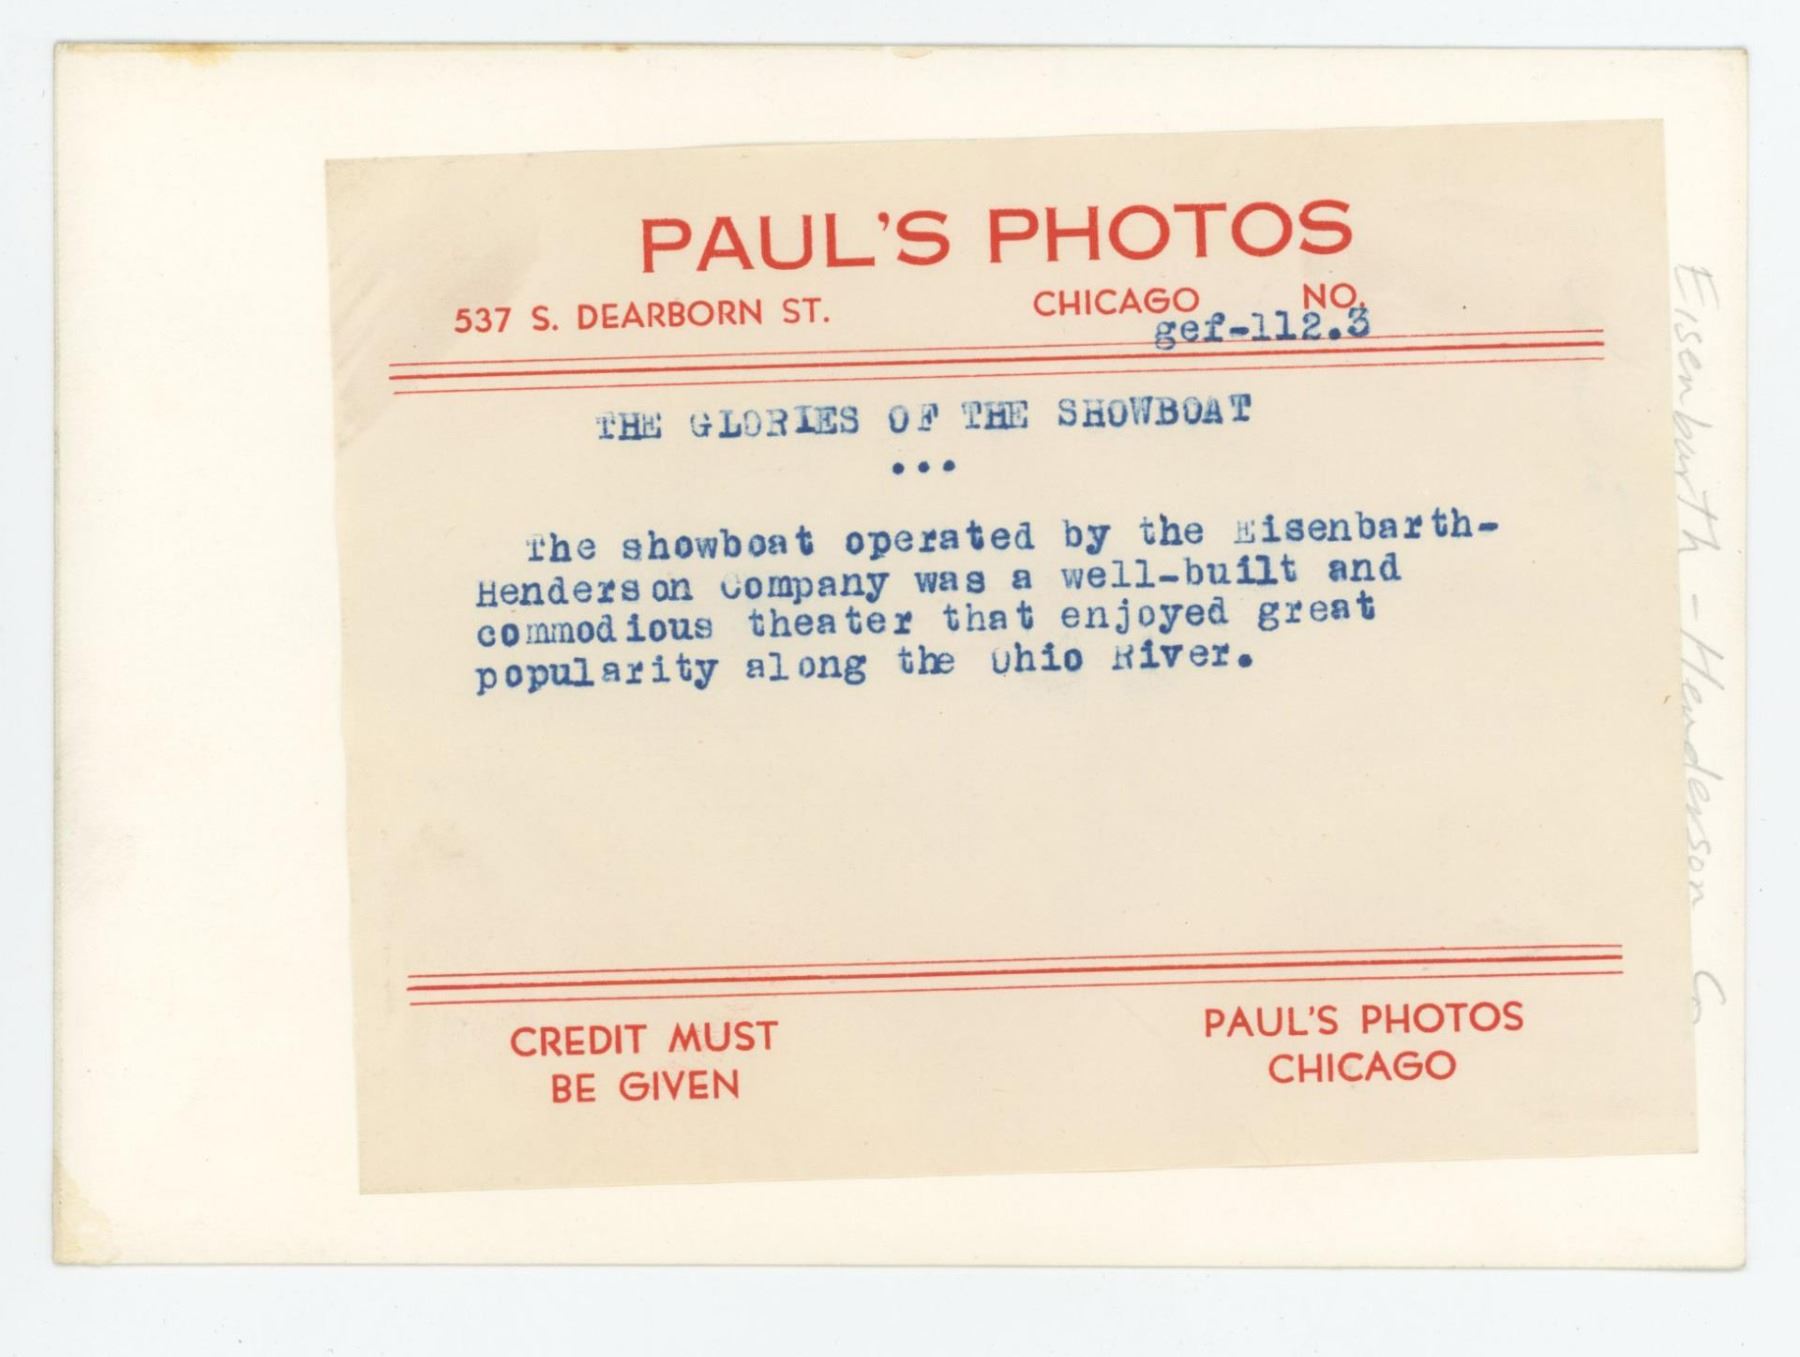 PAUL'S PHOTOS
537 S. DEARBORN ST. CHICAGO NO.
gef-112.3
THE GLORIES OF THE SHOWBOAT
...
The showboat operated by the Eisenbarth-
Henderson Company was a well-built and
commodious theater that enjoyed great
popularity along the Ohio River.
CREDIT MUST
BE GIVEN
PAUL'S PHOTOS
CHICAGO
Eisenbarth - Henderson Co